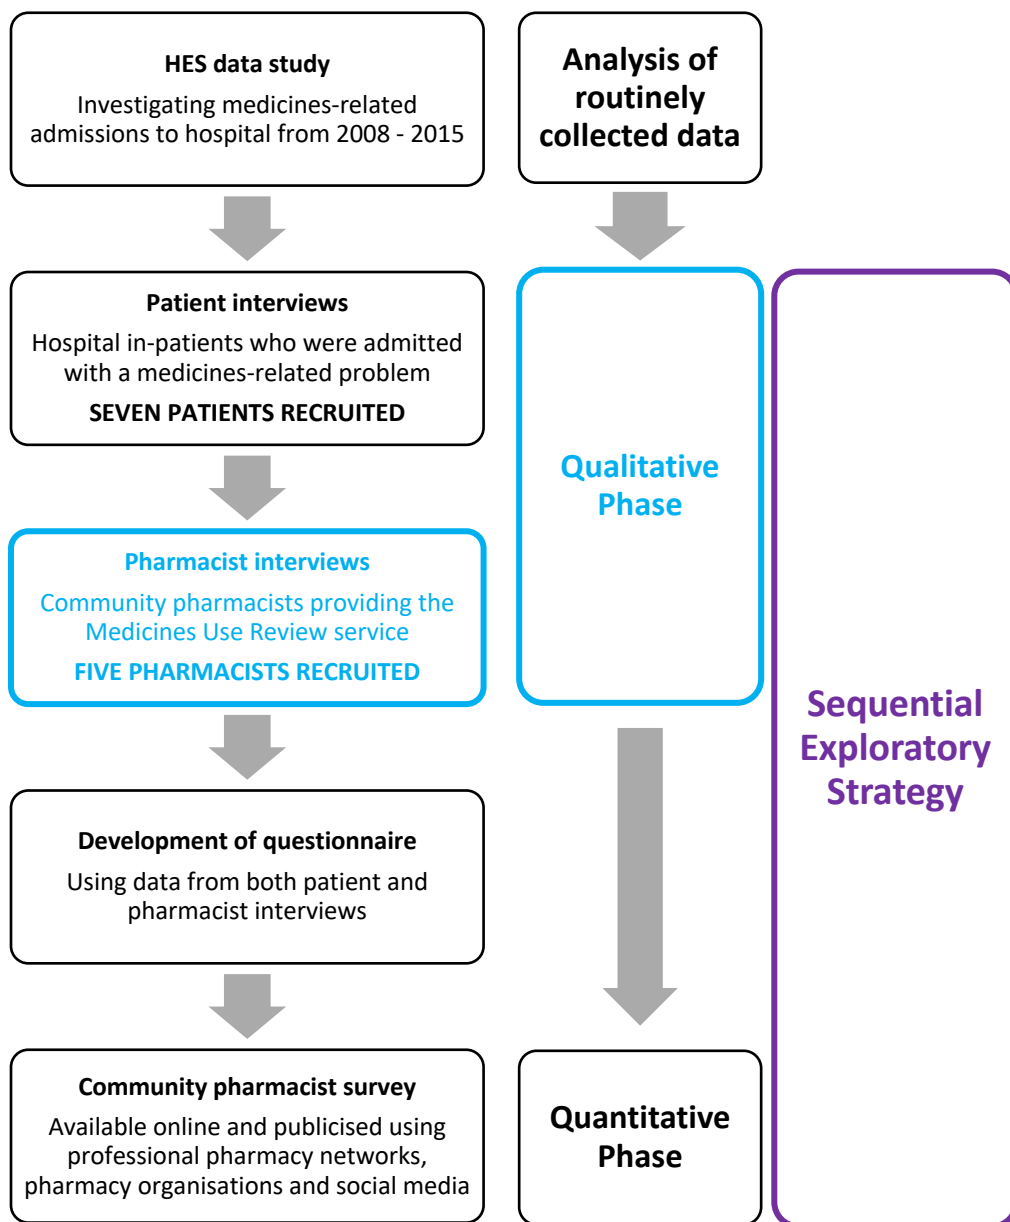 HES data study
Investigating medicines-related
admissions to hospital from 2008 - 2015
Analysis of
routinely
collected data
Patient interviews
Hospital in-patients who were admitted
with a medicines-related problem
SEVEN PATIENTS RECRUITED
Qualitative
Phase
Pharmacist interviews
Community pharmacists providing the
Medicines Use Review service
FIVE PHARMACISTS RECRUITED
Sequential
Exploratory
Strategy
Development of questionnaire
Using data from both patient and
pharmacist interviews
Community pharmacist survey
Available online and publicised using
professional pharmacy networks,
pharmacy organisations and social media
Quantitative
Phase